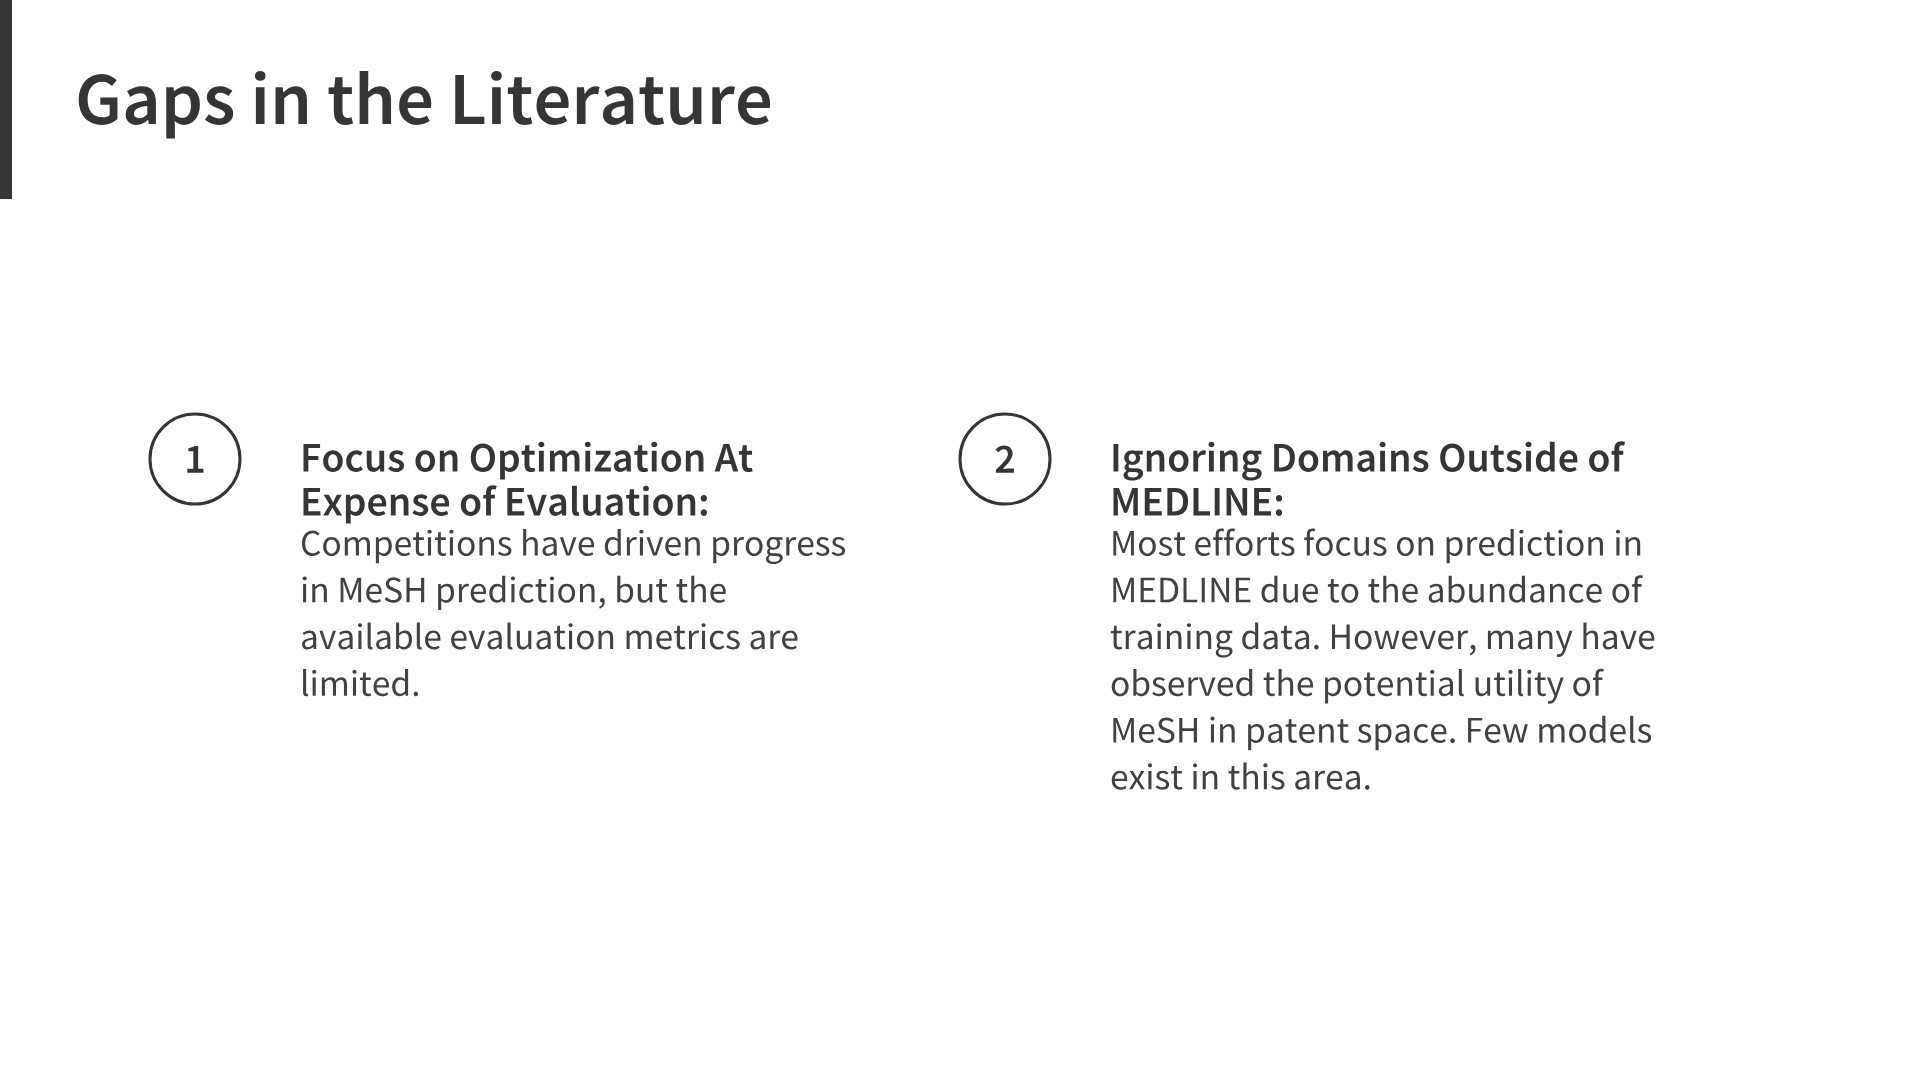 Gaps in the Literature
1
Focus on Optimization At
Expense of Evaluation:
Competitions have driven progress
in MeSH prediction, but the
available evaluation metrics are
limited.
2
Ignoring Domains Outside of
MEDLINE:
Most efforts focus on prediction in
MEDLINE due to the abundance of
training data. However, many have
observed the potential utility of
MeSH in patent space. Few models
exist in this area.